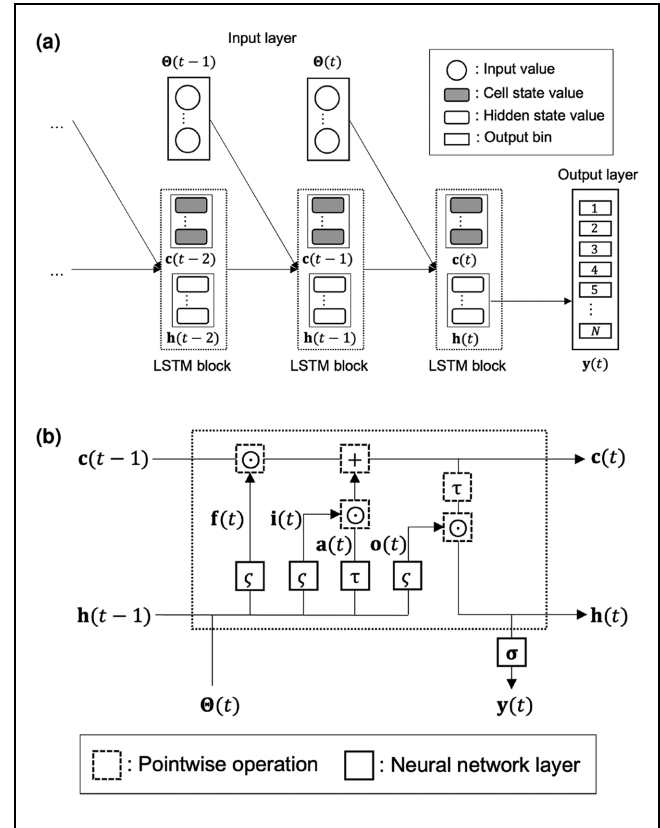 (a)
Input layer
Θ(t−1)
Θ(t)
: Input value
: Cell state value
: Hidden state value
: Output bin
...
...
Output layer
c(t−2)
c(t−1)
c(t)
h(t−2)
h(t−1)
h(t)
LSTM block
LSTM block
LSTM block
1
2
3
4
5
⋮
N
y(t)
(b)
c(t−1)
⊙
+
c(t)
τ
f(t)
i(t)
⊙
a(t)
o(t)
⊙
ς
ς
τ
ς
h(t−1)
h(t)
σ
Θ(t)
y(t)
: Pointwise operation
: Neural network layer